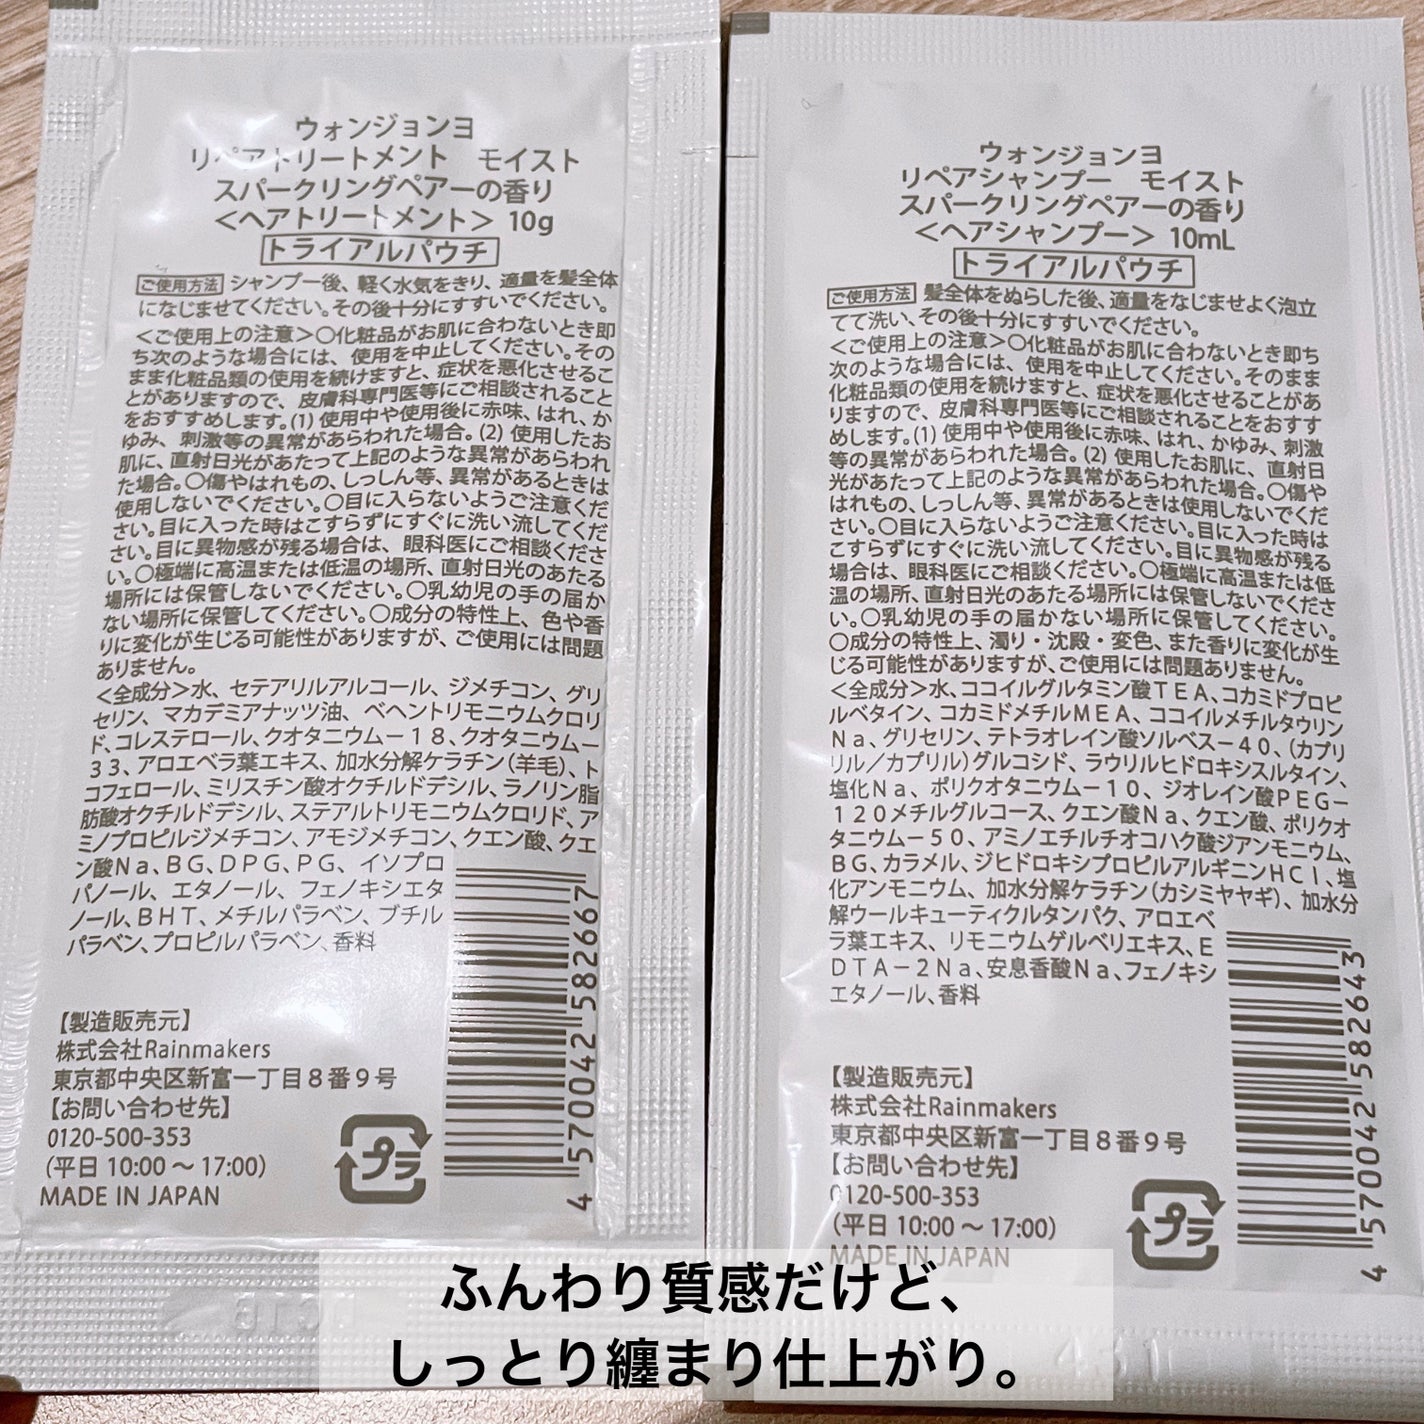 ウォンジョンヨ
リペアトリートメント　モイスト
スパークリングペアーの香り
＜ヘアトリートメント＞ 10g
トライアルパウチ
ご使用方法 シャンプー後、軽く水気をきり、適量を髪全体
になじませてください。その後十分にすすいでください。
＜ご使用上の注意＞〇化粧品がお肌に合わないとき即
ち次のような場合には、使用を中止してください。その
まま化粧品類の使用を続けますと、症状を悪化させるこ
とがありますので、皮膚科専門医等にご相談されること
をおすすめします。(1) 使用中や使用後に赤味、はれ、か
ゆみ、刺激等の異常があらわれた場合。(2) 使用したお
肌に、直射日光があたって上記のような異常があらわれ
た場合。〇傷やはれもの、しっしん等、異常があるときは
使用しないでください。〇目に入らないようご注意くだ
さい。目に入った時はこすらずにすぐに洗い流してくだ
さい。目に異物感が残る場合は、眼科医にご相談くださ
い。〇極端に高温または低温の場所、直射日光のあたる
場所には保管しないでください。〇乳幼児の手の届か
ない場所に保管してください。〇成分の特性上、色や香
りに変化が生じる可能性がありますが、ご使用には問題
ありません。
＜全成分＞水、セテアリルアルコール、ジメチコン、グリ
セリン、マカデミアナッツ油、ベヘントリモニウムクロリ
ド、コレステロール、クオタニウム－１８、クオタニウム－
３３、アロエベラ葉エキス、加水分解ケラチン（羊毛）、ト
コフェロール、ミリスチン酸オクチルドデシル、ラノリン脂
肪酸オクチルドデシル、ステアルトリモニウムクロリド、ア
ミノプロピルジメチコン、アモジメチコン、クエン酸、クエ
ン酸Ｎａ、ＢＧ、ＤＰＧ、ＰＧ、イソプロ
パノール、エタノール、フェノキシエタ
ノール、ＢＨＴ、メチルパラベン、ブチル
パラベン、プロピルパラベン、香料
【製造販売元】
株式会社Rainmakers
東京都中央区新富一丁目８番９号
【お問い合わせ先】
0120-500-353
（平日 10:00 ～ 17:00）
MADE IN JAPAN
プラ
4 570042 582667
ウォンジョンヨ
リペアシャンプー　モイスト
スパークリングペアーの香り
＜ヘアシャンプー＞ 10mL
トライアルパウチ
ご使用方法 髪全体をぬらした後、適量をなじませよく泡立
てて洗い、その後十分にすすいでください。
＜ご使用上の注意＞〇化粧品がお肌に合わないとき即ち
次のような場合には、使用を中止してください。そのまま
化粧品類の使用を続けますと、症状を悪化させることがあ
りますので、皮膚科専門医等にご相談されることをおすす
めします。(1) 使用中や使用後に赤味、はれ、かゆみ、刺激
等の異常があらわれた場合。(2) 使用したお肌に、直射日
光があたって上記のような異常があらわれた場合。〇傷や
はれもの、しっしん等、異常があるときは使用しないでくだ
さい。〇目に入らないようご注意ください。目に入った時は
こすらずにすぐに洗い流してください。目に異物感が残る
場合は、眼科医にご相談ください。〇極端に高温または低
温の場所、直射日光のあたる場所には保管しないでくださ
い。〇乳幼児の手の届かない場所に保管してください。
〇成分の特性上、濁り・沈殿・変色、また香りに変化が生
じる可能性がありますが、ご使用には問題ありません。
＜全成分＞水、ココイルグルタミン酸ＴＥＡ、コカミドプロピ
ルベタイン、コカミドメチルＭＥＡ、ココイルメチルタウリン
Ｎａ、グリセリン、テトラオレイン酸ソルベス－４０、（カプリ
リル／カプリル）グルコシド、ラウリルヒドロキシスルタイン、
塩化Ｎａ、ポリクオタニウム－１０、ジオレイン酸ＰＥＧ－
１２０メチルグルコース、クエン酸Ｎａ、クエン酸、ポリクオ
タニウム－５０、アミノエチルチオコハク酸ジアンモニウム、
ＢＧ、カラメル、ジヒドロキシプロピルアルギニンＨＣｌ、塩
化アンモニウム、加水分解ケラチン（カシミヤヤギ）、加水分
解ウールキューティクルタンパク、アロエベ
ラ葉エキス、リモニウムゲルベリエキス、Ｅ
ＤＴＡ－２Ｎａ、安息香酸Ｎａ、フェノキシ
エタノール、香料
【製造販売元】
株式会社Rainmakers
東京都中央区新富一丁目８番９号
【お問い合わせ先】
0120-500-353
（平日 10:00 ～ 17:00）
MADE IN JAPAN
プラ
4 570042 582643
ふんわり質感だけど、
しっとり纏まり仕上がり。